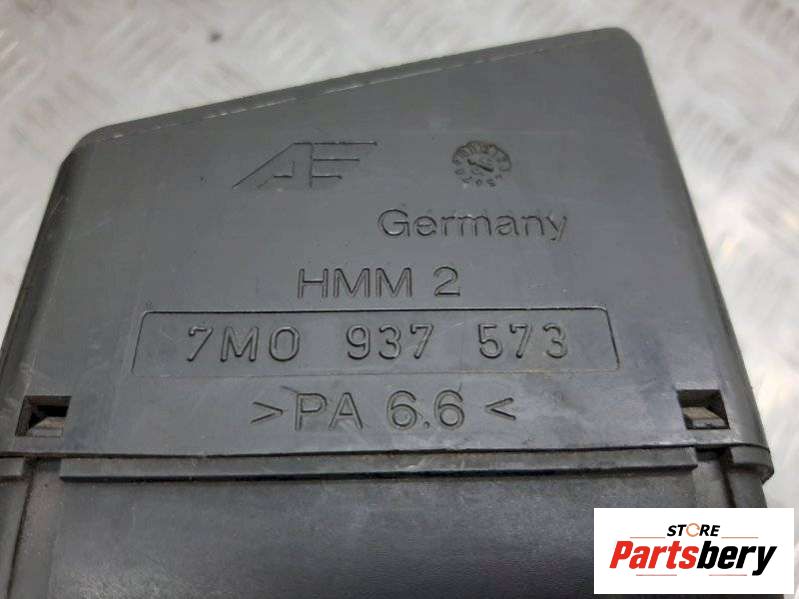 AF
Germany
HMM 2
7M0 937 573
>PA 6.6<
STORE
Partsbery